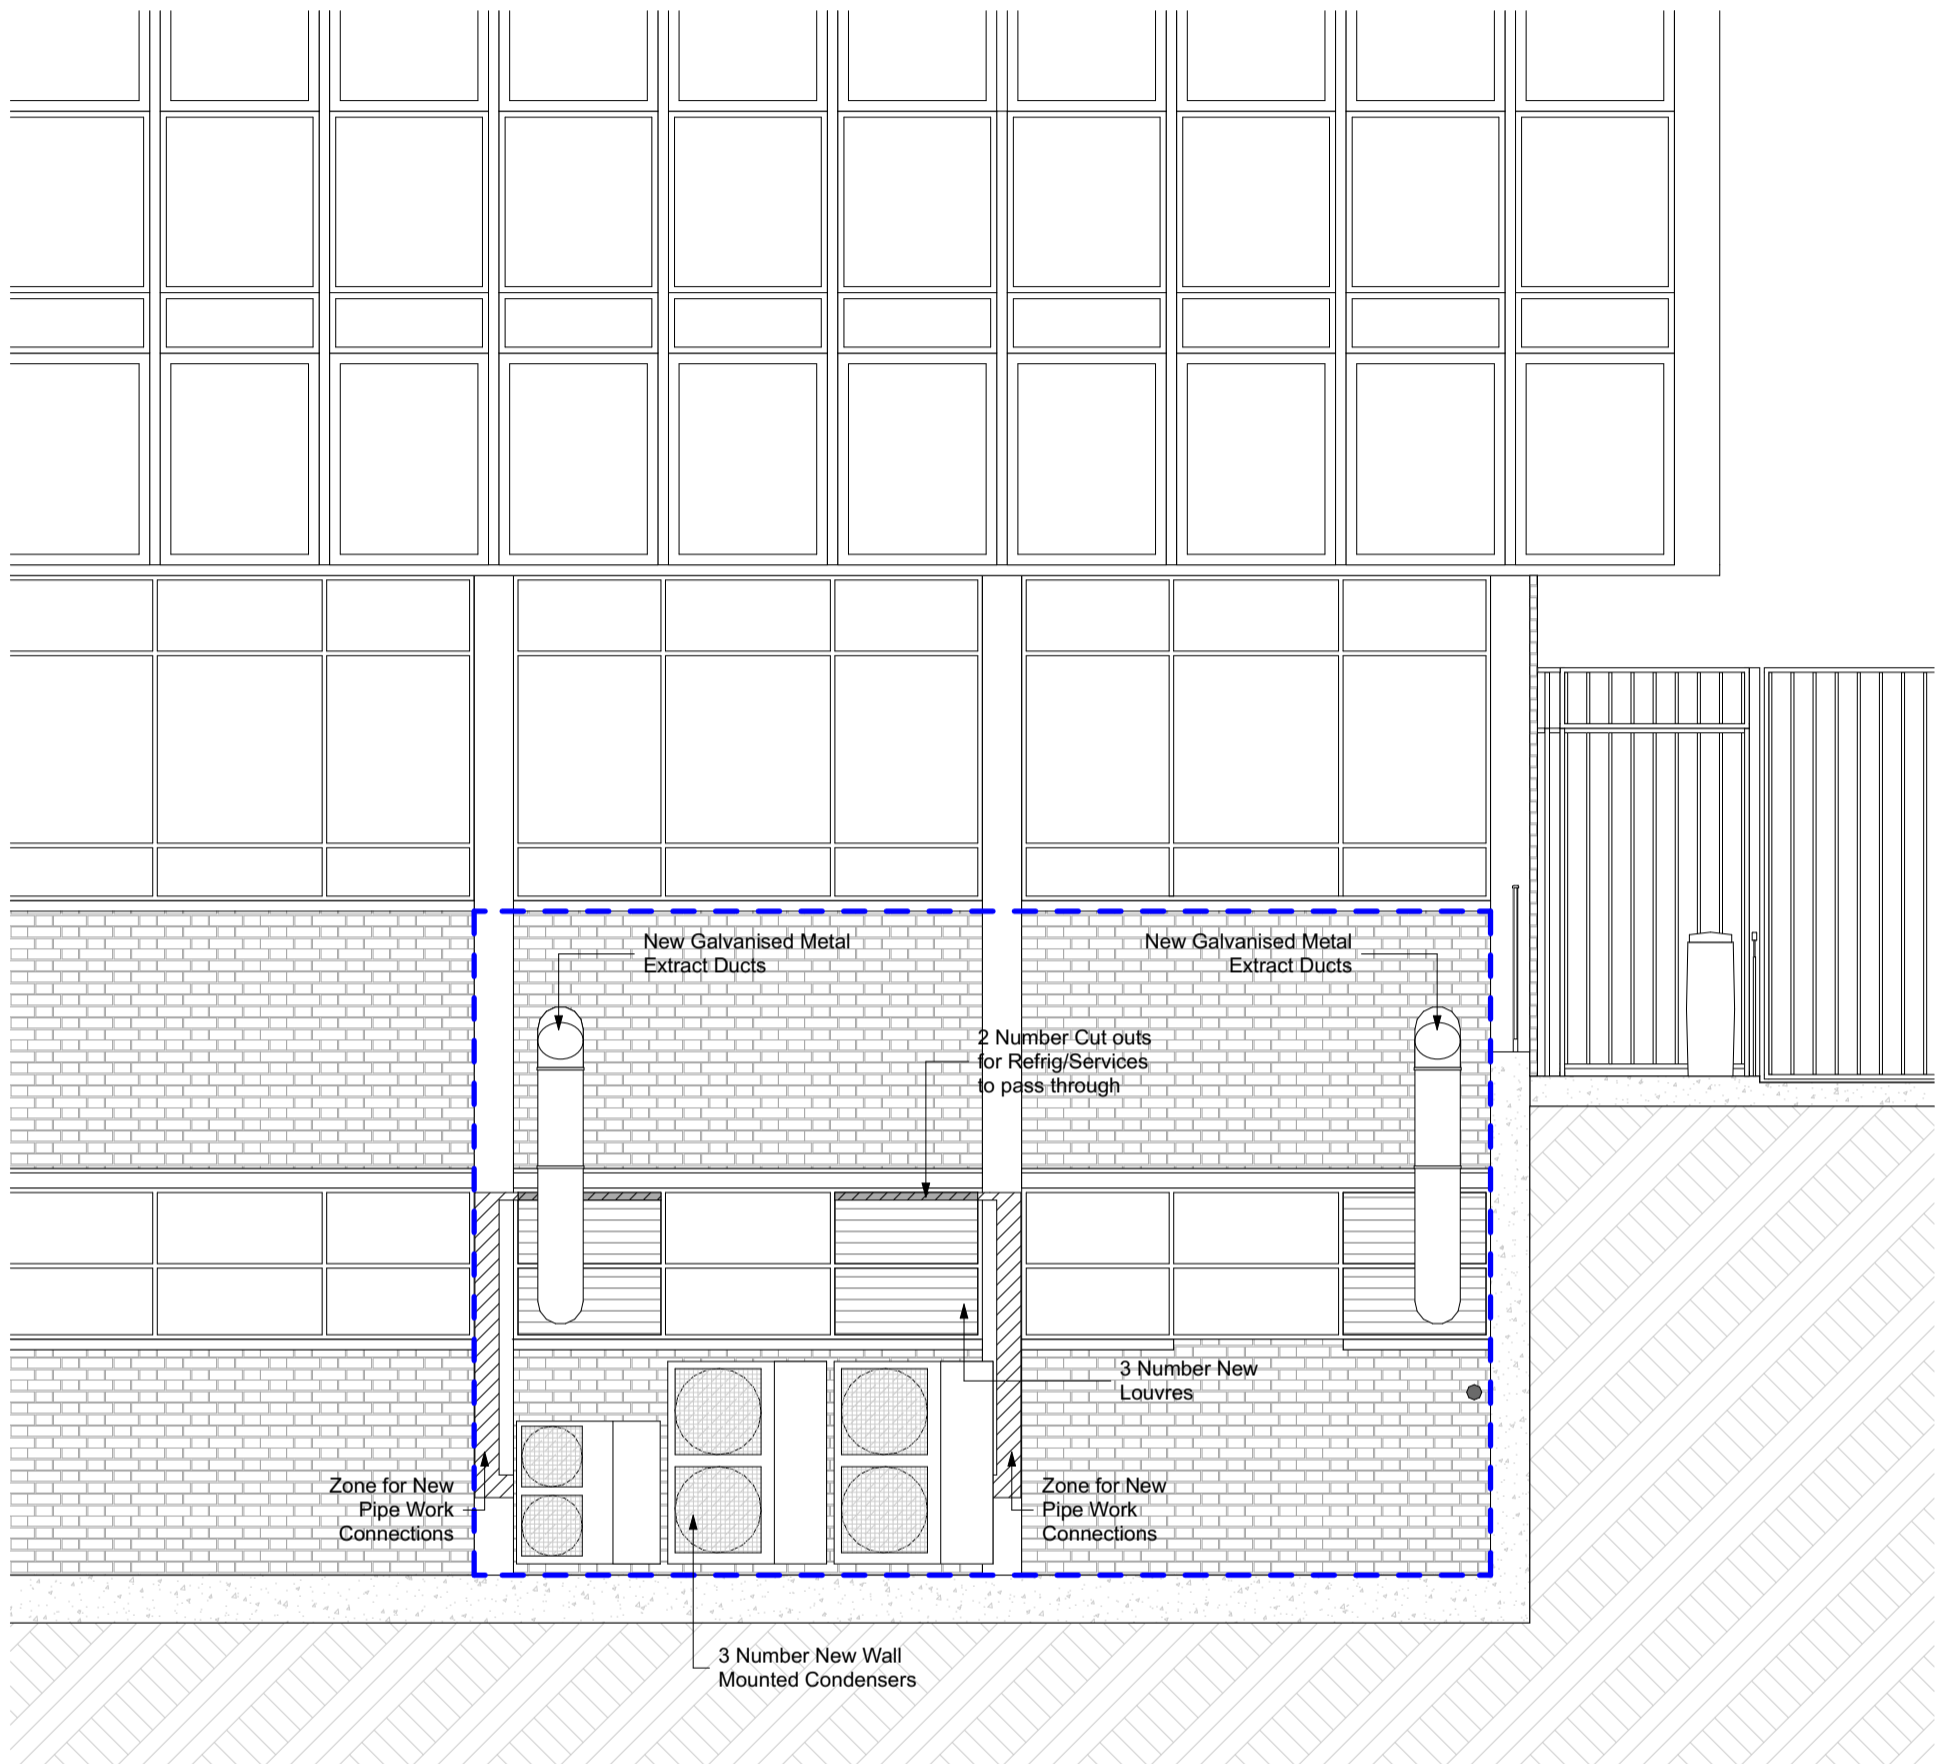 New Galvanised Metal
Extract Ducts
New Galvanised Metal
Extract Ducts
2 Number Cut outs
for Refrig/Services
to pass through
3 Number New
Louvres
Zone for New
Pipe Work
Connections
Zone for New
Pipe Work
Connections
3 Number New Wall
Mounted Condensers